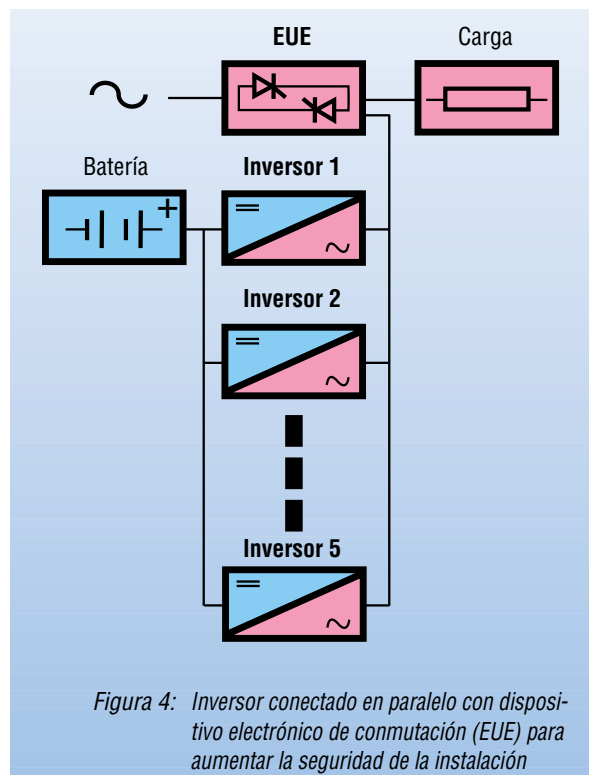 EUE Carga
Batería Inversor 1
+
Inversor 2
Inversor 5
Figura 4: Inversor conectado en paralelo con disposi-
tivo electrónico de conmutación (EUE) para
aumentar la seguridad de la instalación